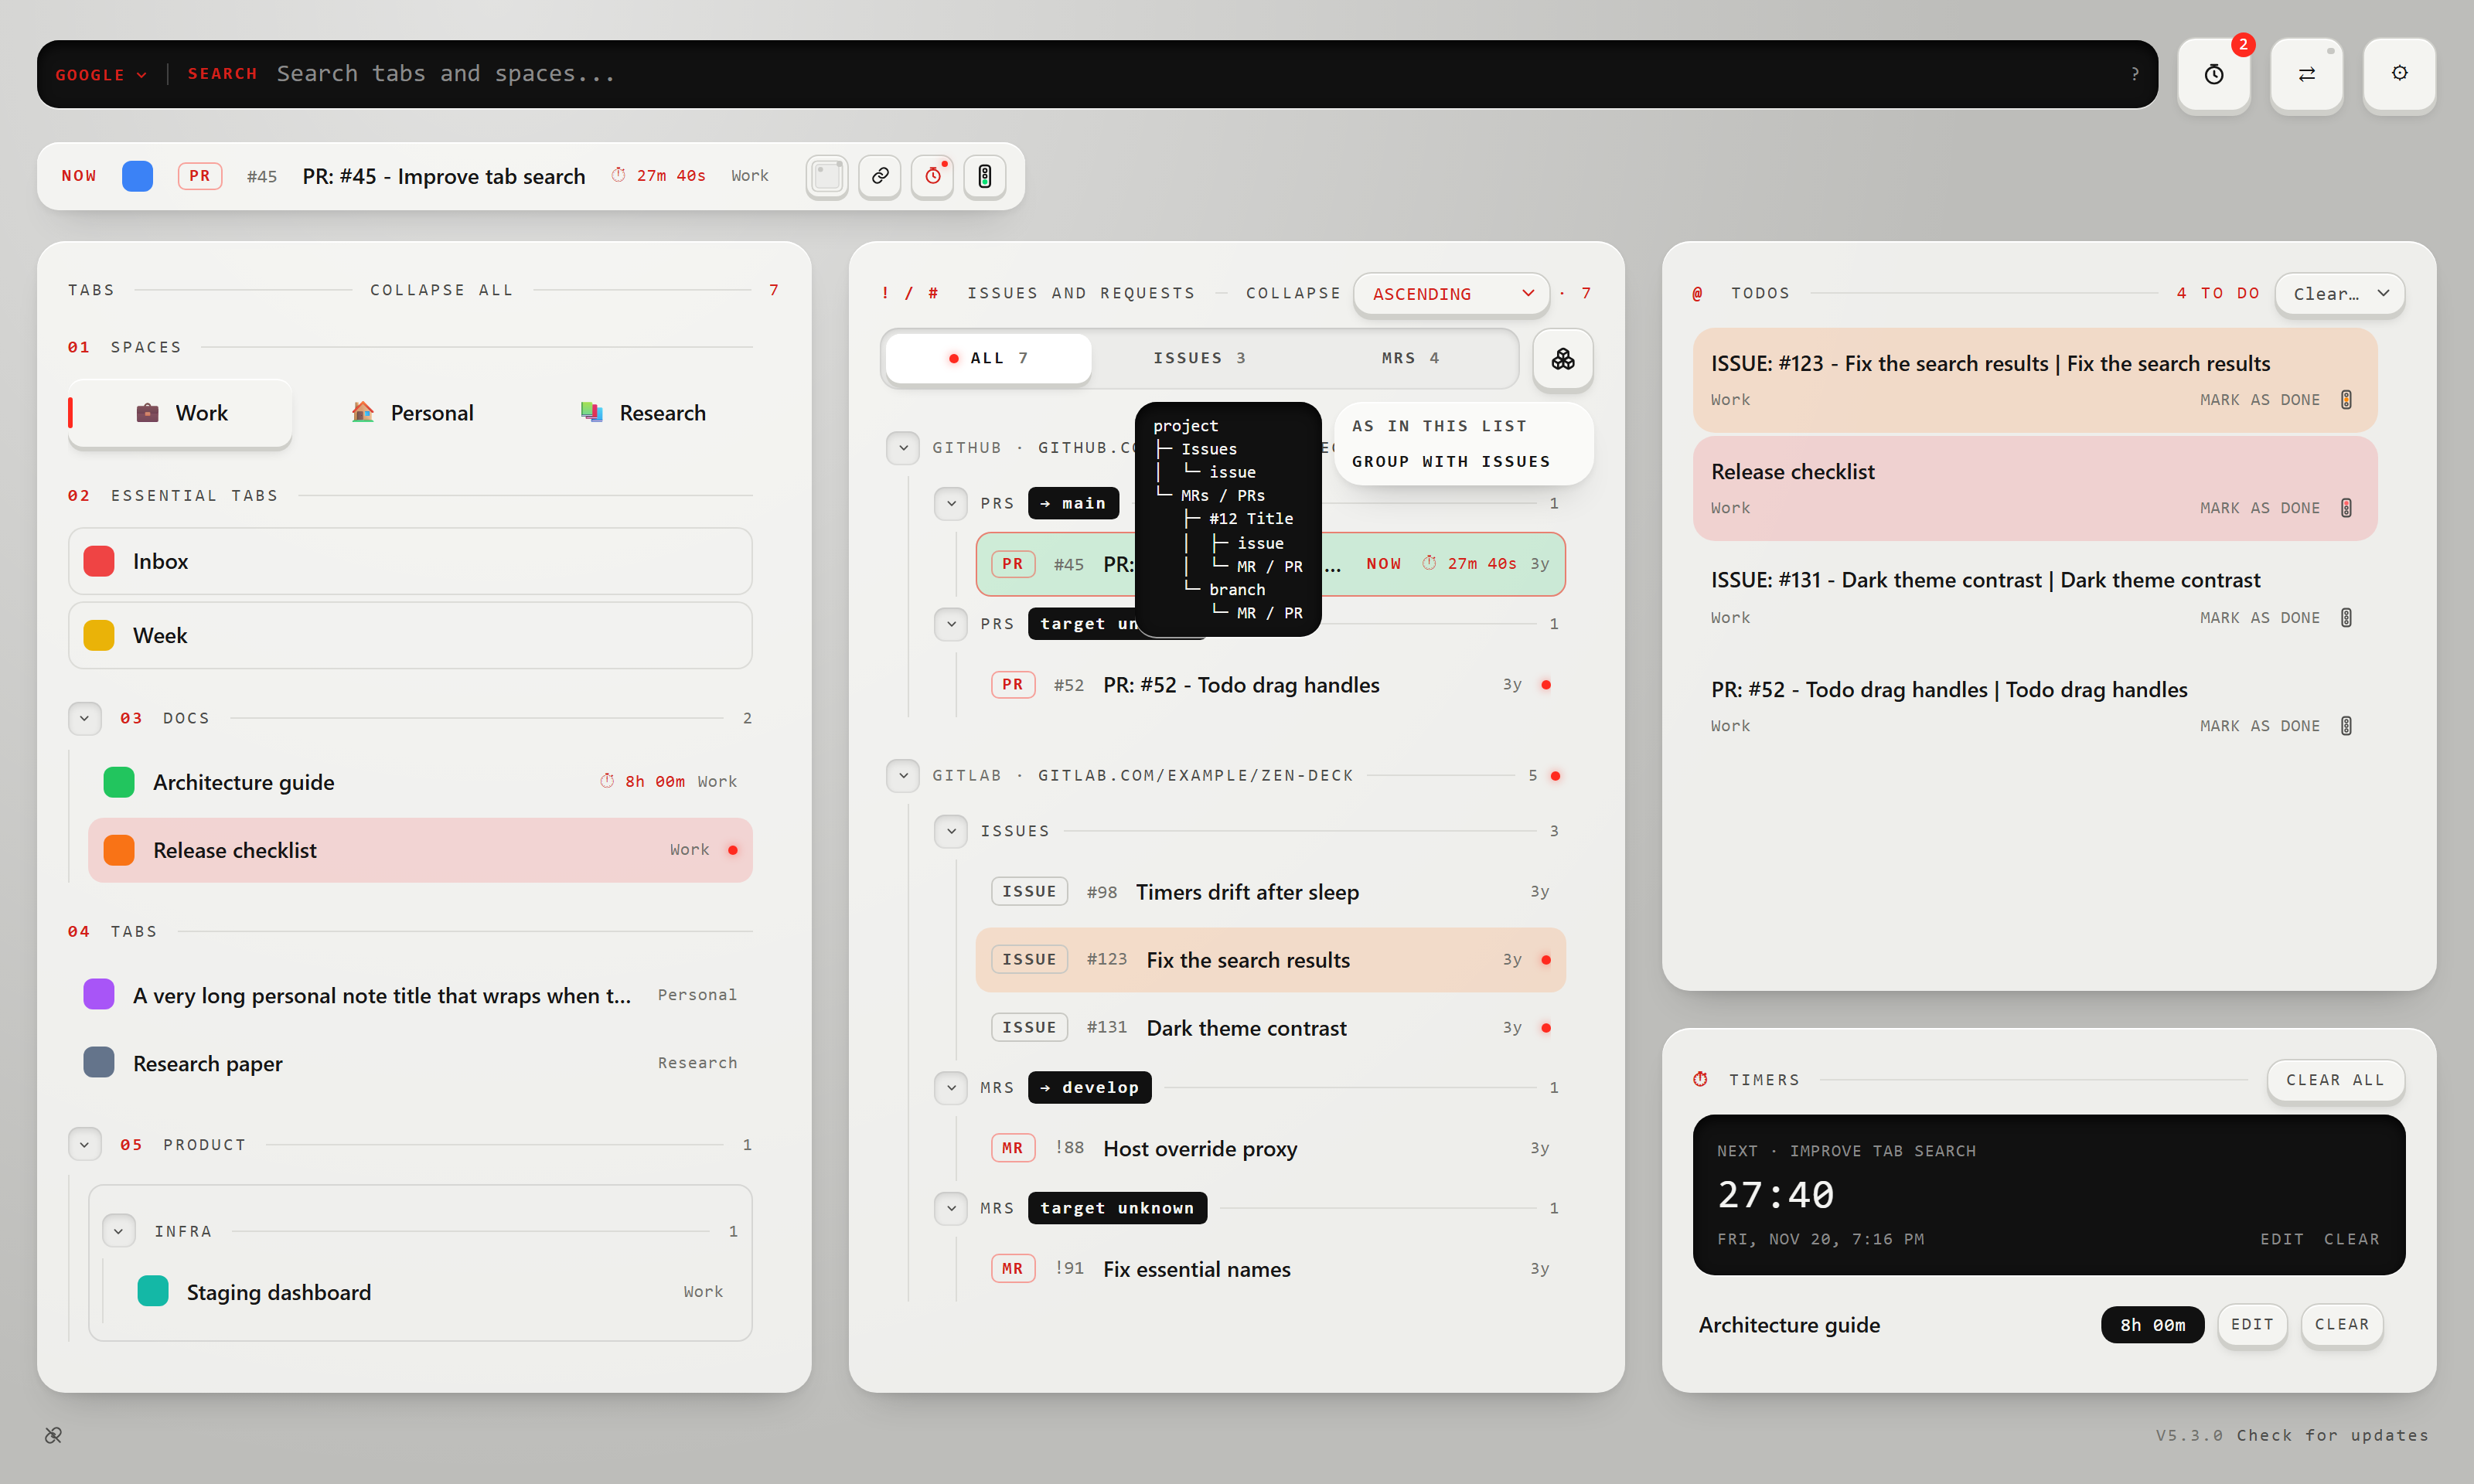 GOOGLE SEARCH Search tabs and spaces... ?
2
NOW PR #45 PR: #45 - Improve tab search ⏱ 27m 40s Work
TABS COLLAPSE ALL 7
01 SPACES
Work Personal Research
02 ESSENTIAL TABS
Inbox
Week
03 DOCS 2
Architecture guide ⏱ 8h 00m Work
Release checklist Work
04 TABS
A very long personal note title that wraps when t... Personal
Research paper Research
05 PRODUCT 1
INFRA 1
Staging dashboard Work
! / # ISSUES AND REQUESTS COLLAPSE ASCENDING · 7
ALL 7 ISSUES 3 MRS 4
AS IN THIS LIST
GROUP WITH ISSUES
project
├─ Issues
│ └─ issue
└─ MRs / PRs
├─ #12 Title
│ ├─ issue
│ └─ MR / PR
└─ branch
└─ MR / PR
GITHUB ·
PRS → main 1
PR #45 PR: ... NOW ⏱ 27m 40s 3y
PRS target 1
PR #52 PR: #52 - Todo drag handles 3y
GITLAB · GITLAB.COM/EXAMPLE/ZEN-DECK 5
ISSUES 3
ISSUE #98 Timers drift after sleep 3y
ISSUE #123 Fix the search results 3y
ISSUE #131 Dark theme contrast 3y
MRS → develop 1
MR !88 Host override proxy 3y
MRS target unknown 1
MR !91 Fix essential names 3y
@ TODOS 4 TO DO Clear…
ISSUE: #123 - Fix the search results | Fix the search results
Work MARK AS DONE
Release checklist
Work MARK AS DONE
ISSUE: #131 - Dark theme contrast | Dark theme contrast
Work MARK AS DONE
PR: #52 - Todo drag handles | Todo drag handles
Work MARK AS DONE
⏱ TIMERS CLEAR ALL
NEXT · IMPROVE TAB SEARCH
27:40
FRI, NOV 20, 7:16 PM EDIT CLEAR
Architecture guide 8h 00m EDIT CLEAR
V5.3.0 Check for updates